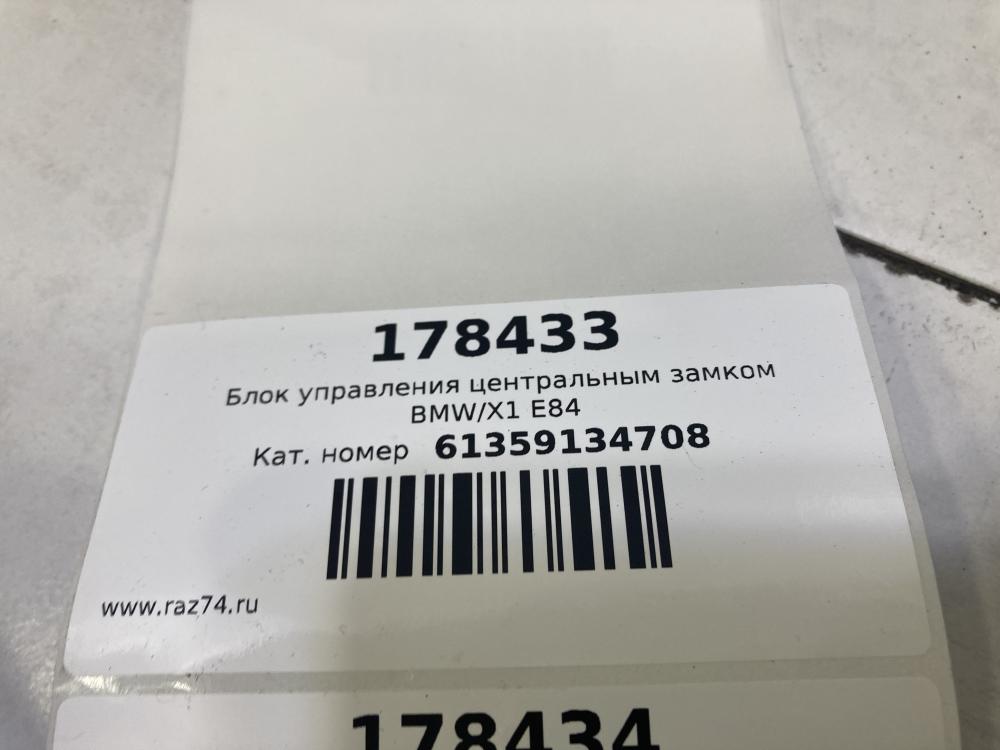 178433
Блок управления центральным замком
BMW/X1 E84
Кат. номер 61359134708
www.raz74.ru
178434